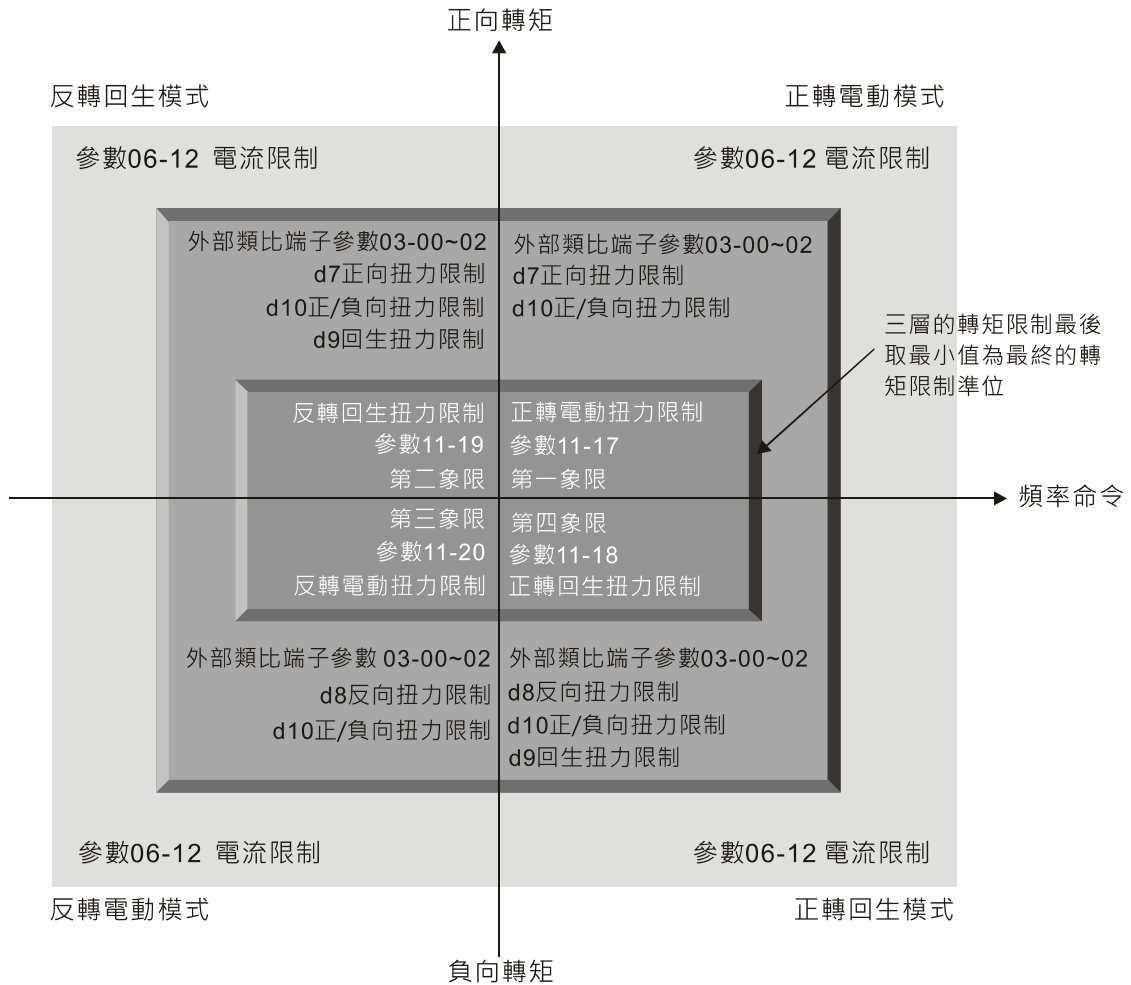 正向轉矩
反轉回生模式
正轉電動模式
參數06-12 電流限制
參數06-12 電流限制
外部類比端子參數03-00~02
d7正向扭力限制
d10正/負向扭力限制
d9回生扭力限制
外部類比端子參數03-00~02
d7正向扭力限制
d10正/負向扭力限制
三層的轉矩限制最後
取最小值為最終的轉
矩限制準位
反轉回生扭力限制
參數11-19
第二象限
正轉電動扭力限制
參數11-17
第一象限
頻率命令
第三象限
參數11-20
反轉電動扭力限制
第四象限
參數11-18
正轉回生扭力限制
外部類比端子參數 03-00~02
d8反向扭力限制
d10正/負向扭力限制
外部類比端子參數03-00~02
d8反向扭力限制
d10正/負向扭力限制
d9回生扭力限制
參數06-12 電流限制
參數06-12 電流限制
反轉電動模式
正轉回生模式
負向轉矩